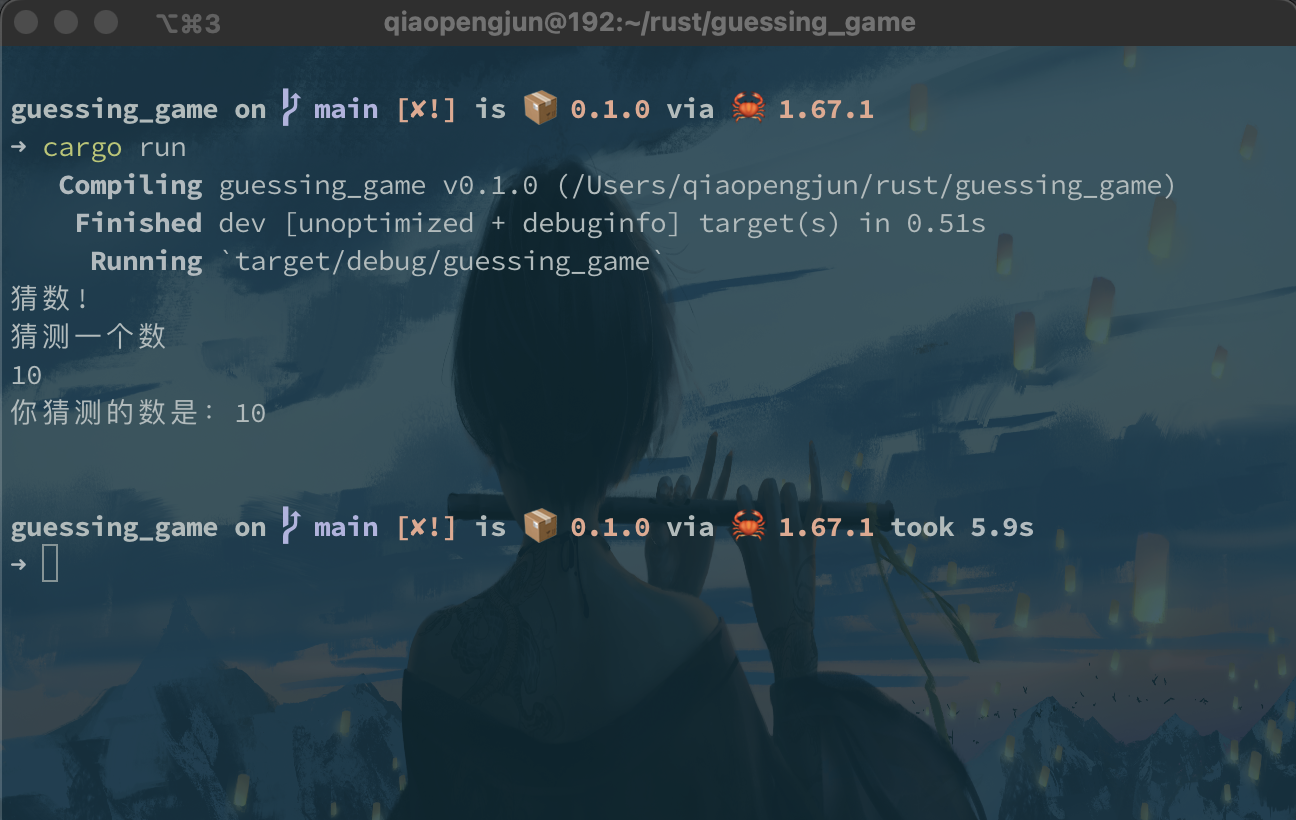 ⌥⌘3 qiaopengjun@192:~/rust/guessing_game
guessing_game on main [✘!] is 📦 0.1.0 via 🦀 1.67.1
➜ cargo run
Compiling guessing_game v0.1.0 (/Users/qiaopengjun/rust/guessing_game)
Finished dev [unoptimized + debuginfo] target(s) in 0.51s
Running `target/debug/guessing_game`
猜数!
猜测一个数
10
你猜测的数是: 10
guessing_game on main [✘!] is 📦 0.1.0 via 🦀 1.67.1 took 5.9s
➜